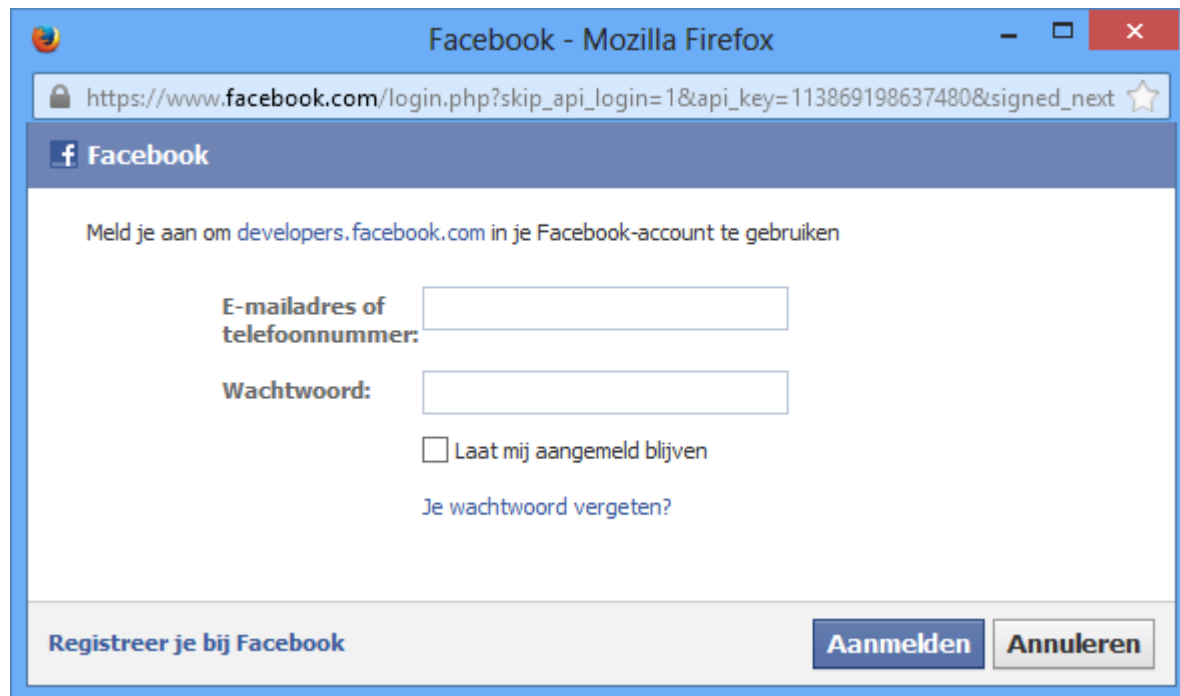 Facebook - Mozilla Firefox
https://www.facebook.com/login.php?skip_api_login=1&api_key=113869198637480&signed_next
Facebook
Meld je aan om developers.facebook.com in je Facebook-account te gebruiken
E-mailadres of
telefoonnummer:
Wachtwoord:
Laat mij aangemeld blijven
Je wachtwoord vergeten?
Registreer je bij Facebook
Aanmelden
Annuleren